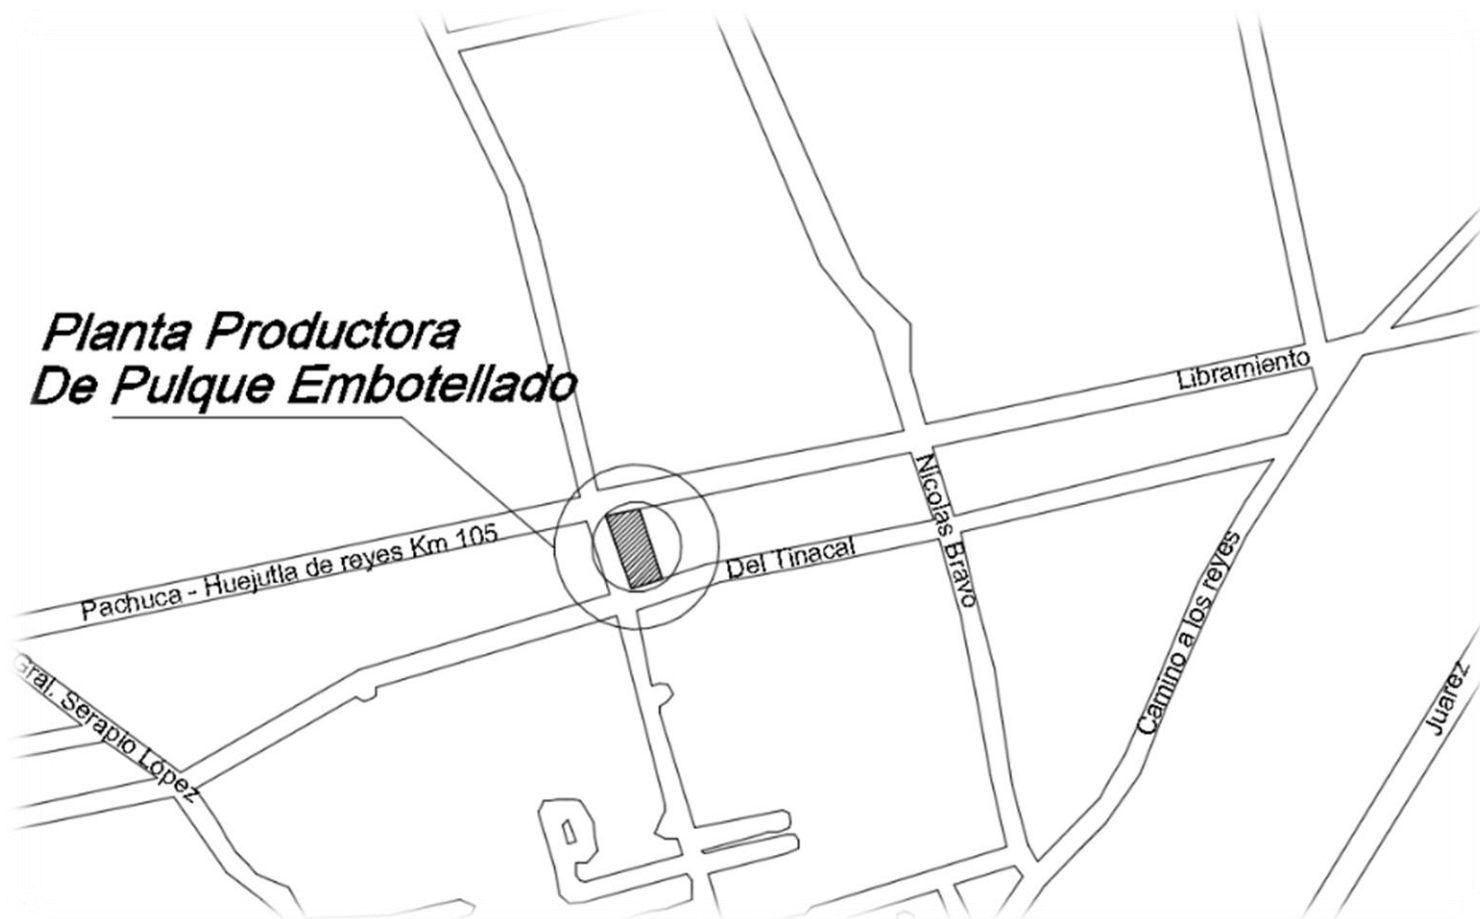 Planta Productora
De Pulque Embotellado
Libramiento
Nicolas Bravo
Pachuca - Huejutla de reyes Km 105
Del Tinacal
Camino a los reyes
Gral. Serapio López
Juarez